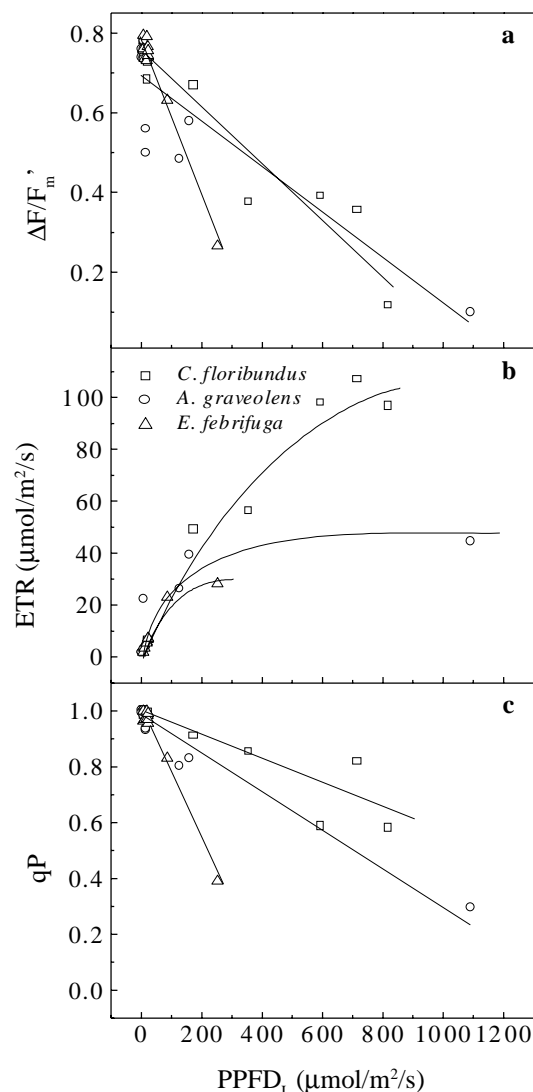 a
0.8
0.6
0.4
0.2
ΔF/Fm’
b
C. floribundus
A. graveolens
E. febrifuga
100
80
60
40
20
0
ETR (μmol/m²/s)
c
1.0
0.8
0.6
0.4
0.2
0.0
qP
0 200 400 600 800 1000 1200
PPFDL (μmol/m²/s)